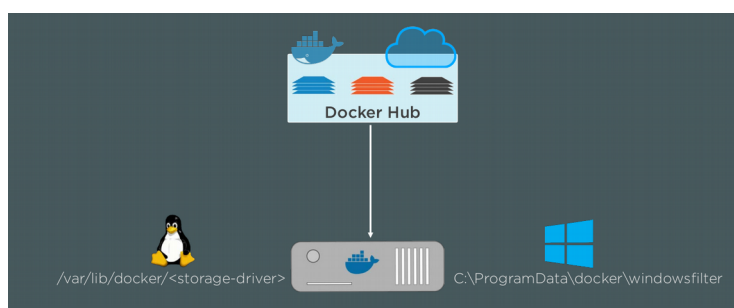 Docker Hub
/var/lib/docker/<storage-driver>
C:\ProgramData\docker\windowsfilter